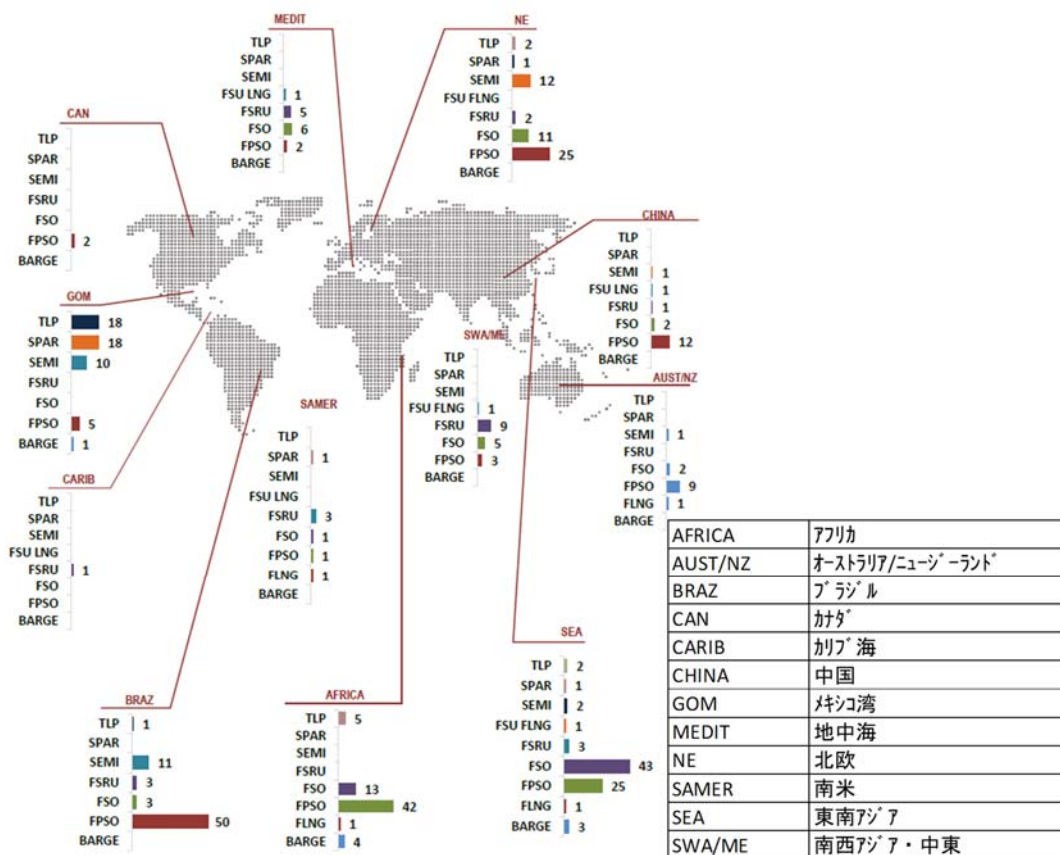 MEDIT
TLP
SPAR
SEMI
FSU LNG 1
FSRU 5
FSO 6
FPSO 2
BARGE
NE
TLP 2
SPAR 1
SEMI 12
FSU FLNG
FSRU 2
FSO 11
FPSO 25
BARGE
CAN
TLP
SPAR
SEMI
FSRU
FSO
FPSO 2
BARGE
CHINA
TLP
SPAR
SEMI 1
FSU LNG 1
FSRU 1
FSO 2
FPSO 12
BARGE
GOM
TLP 18
SPAR 18
SEMI 10
FSRU
FSO
FPSO 5
BARGE 1
SWA/ME
TLP
SPAR
SEMI
FSU FLNG 1
FSRU 9
FSO 5
FPSO 3
BARGE
AUST/NZ
TLP
SPAR
SEMI 1
FSRU
FSO 2
FPSO 9
FLNG 1
BARGE
SAMER
TLP
SPAR 1
SEMI
FSU LNG
FSRU 3
FSO 1
FPSO 1
FLNG 1
BARGE
CARIB
TLP
SPAR
SEMI
FSU LNG
FSRU 1
FSO
FPSO
BARGE
BRAZ
TLP 1
SPAR
SEMI 11
FSRU 3
FSO 3
FPSO 50
BARGE
AFRICA
TLP 5
SPAR
SEMI
FSRU
FSO 13
FPSO 42
FLNG 1
BARGE 4
SEA
TLP 2
SPAR 1
SEMI 2
FSU FLNG 1
FSRU 3
FSO 43
FPSO 25
FLNG 1
BARGE 3
AFRICA ｱﾌﾘｶ
AUST/NZ ｵｰｽﾄﾗﾘｱ/ﾆｭｰｼﾞｰﾗﾝﾄﾞ
BRAZ ﾌﾞﾗｼﾞﾙ
CAN ｶﾅﾀﾞ
CARIB ｶﾘﾌﾞ海
CHINA 中国
GOM ﾒｷｼｺ湾
MEDIT 地中海
NE 北欧
SAMER 南米
SEA 東南ｱｼﾞｱ
SWA/ME 南西ｱｼﾞｱ・中東